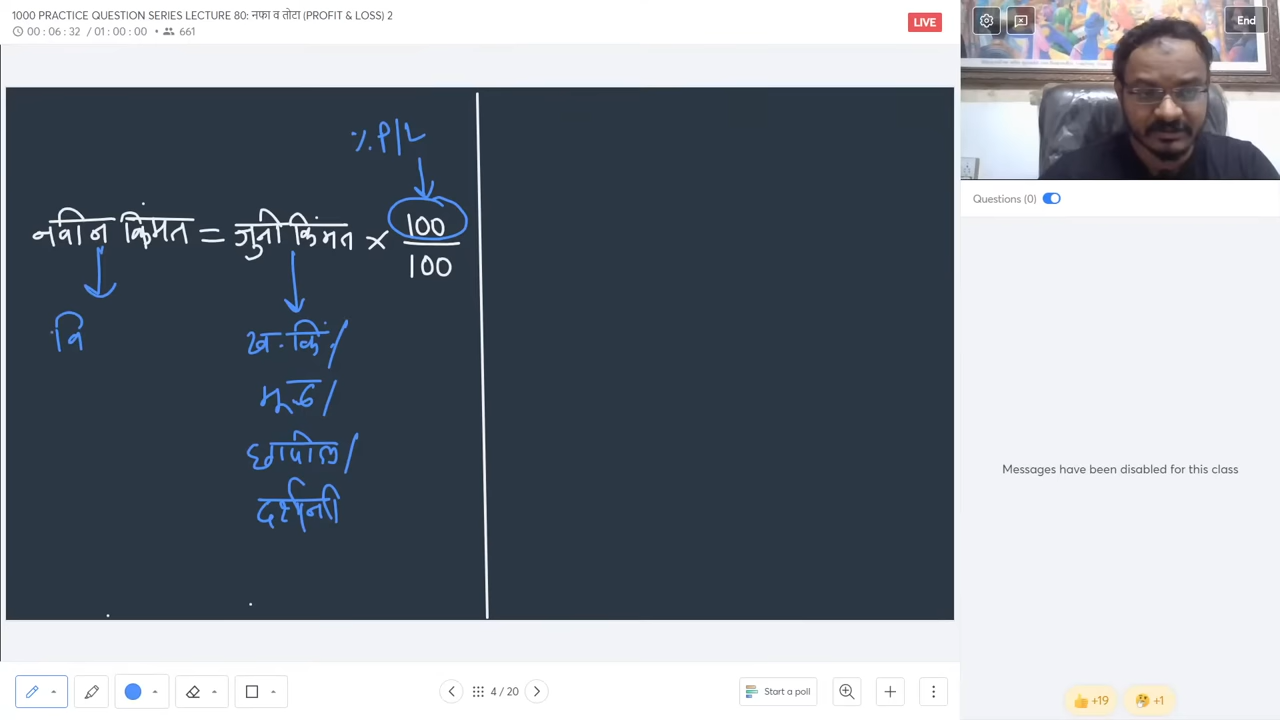 1000 PRACTICE QUESTION SERIES LECTURE 80: नफा व तोटा (PROFIT & LOSS) 2
00 : 06 : 32 / 01 : 00 : 00 • 661
LIVE
End
% P/L
नवीन किंमत = जुनी किंमत × 100
100
वि
ख. किं. /
मूळ /
छापील /
दर्शनी
Questions (0)
Messages have been disabled for this class
4 / 20
Start a poll
+19
+1